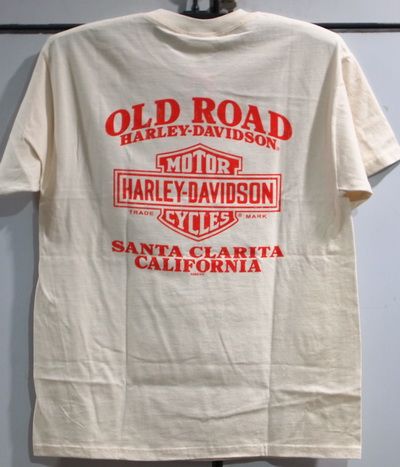 OLD ROAD
HARLEY-DAVIDSON®
MOTOR
HARLEY-DAVIDSON
TRADE ® MARK
CYCLES
SANTA CLARITA
CALIFORNIA